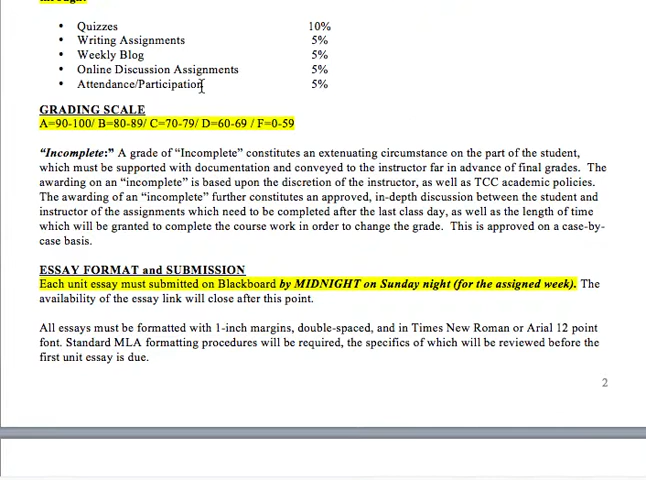 • Quizzes 10%
• Writing Assignments 5%
• Weekly Blog 5%
• Online Discussion Assignments 5%
• Attendance/Participation 5%
GRADING SCALE
A=90-100/ B=80-89/ C=70-79/ D=60-69 / F=0-59
“Incomplete:” A grade of “Incomplete” constitutes an extenuating circumstance on the part of the student,
which must be supported with documentation and conveyed to the instructor far in advance of final grades. The
awarding on an “incomplete” is based upon the discretion of the instructor, as well as TCC academic policies.
The awarding of an “incomplete” further constitutes an approved, in-depth discussion between the student and
instructor of the assignments which need to be completed after the last class day, as well as the length of time
which will be granted to complete the course work in order to change the grade. This is approved on a case-by-
case basis.
ESSAY FORMAT and SUBMISSION
Each unit essay must submitted on Blackboard by MIDNIGHT on Sunday night (for the assigned week). The
availability of the essay link will close after this point.
All essays must be formatted with 1-inch margins, double-spaced, and in Times New Roman or Arial 12 point
font. Standard MLA formatting procedures will be required, the specifics of which will be reviewed before the
first unit essay is due.
2